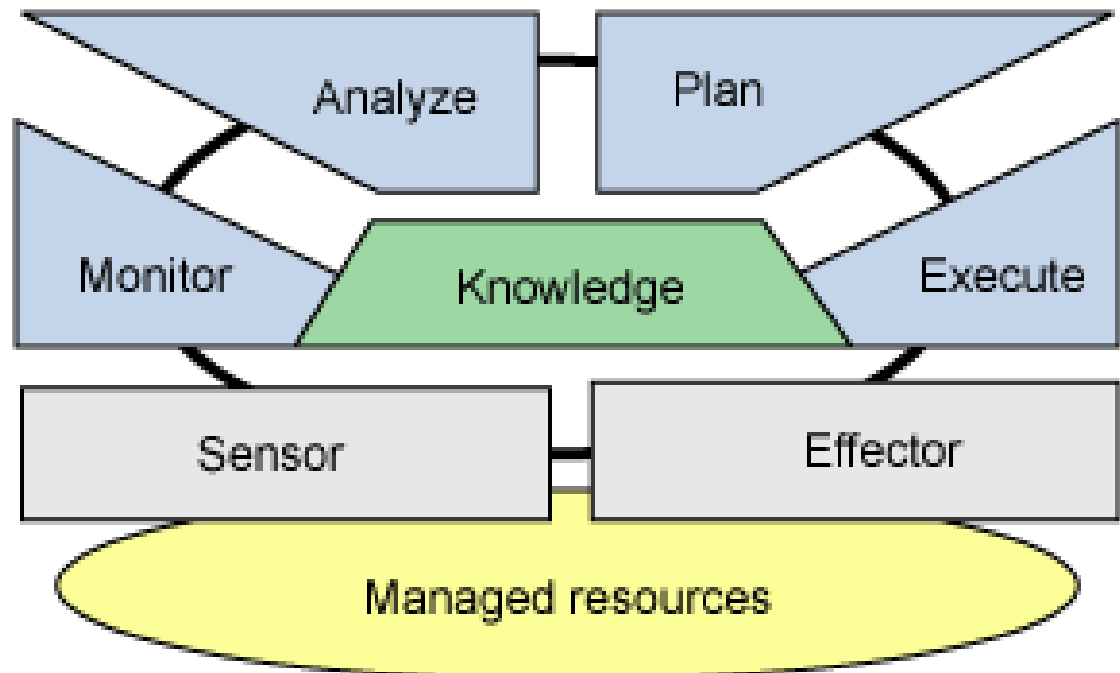 Analyze
Plan
Monitor
Knowledge
Execute
Sensor
Effector
Managed resources